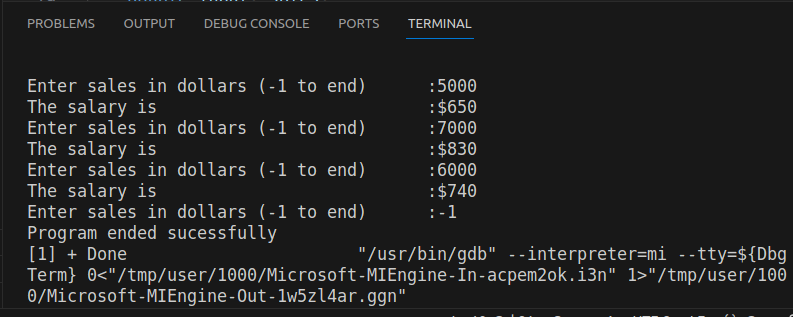 PROBLEMS OUTPUT DEBUG CONSOLE PORTS TERMINAL
Enter sales in dollars (-1 to end)      :5000
The salary is                           :$650
Enter sales in dollars (-1 to end)      :7000
The salary is                           :$830
Enter sales in dollars (-1 to end)      :6000
The salary is                           :$740
Enter sales in dollars (-1 to end)      :-1
Program ended sucessfully
[1] + Done                       "/usr/bin/gdb" --interpreter=mi --tty=${Dbg
Term} 0<"/tmp/user/1000/Microsoft-MIEngine-In-acpem2ok.i3n" 1>"/tmp/user/100
0/Microsoft-MIEngine-Out-1w5zl4ar.ggn"